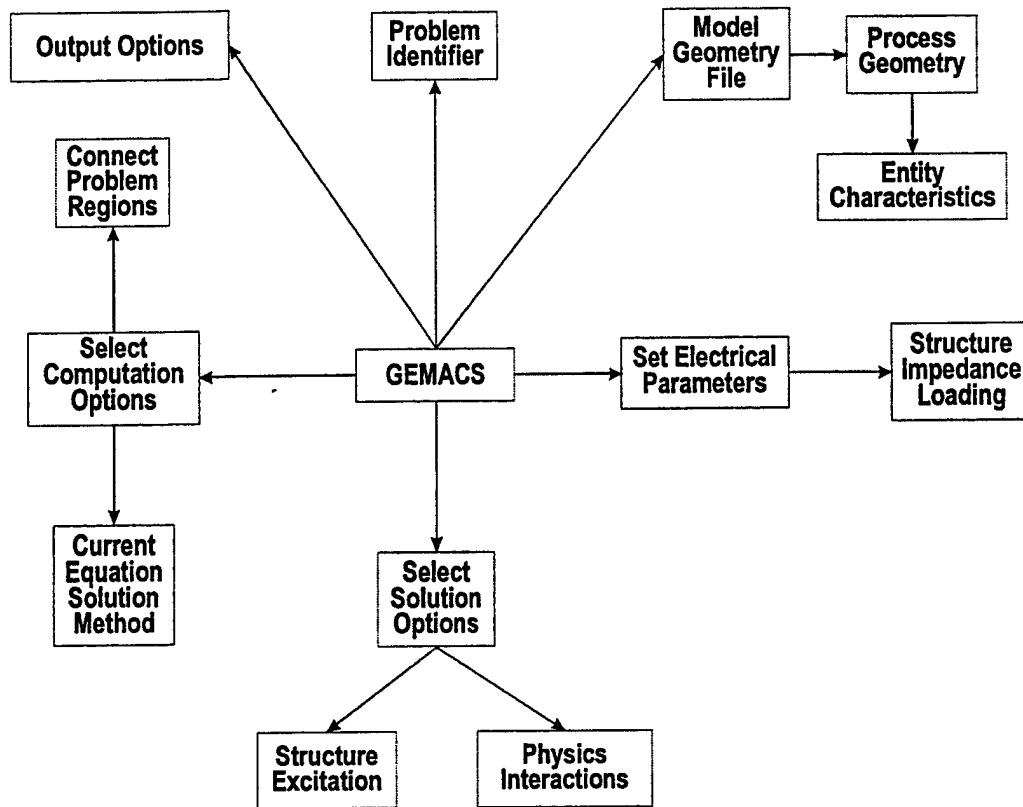 Output Options
Problem
Identifier
Model
Geometry
File
Process
Geometry
Entity
Characteristics
Connect
Problem
Regions
Select
Computation
Options
GEMACS
Set Electrical
Parameters
Structure
Impedance
Loading
Current
Equation
Solution
Method
Select
Solution
Options
Structure
Excitation
Physics
Interactions